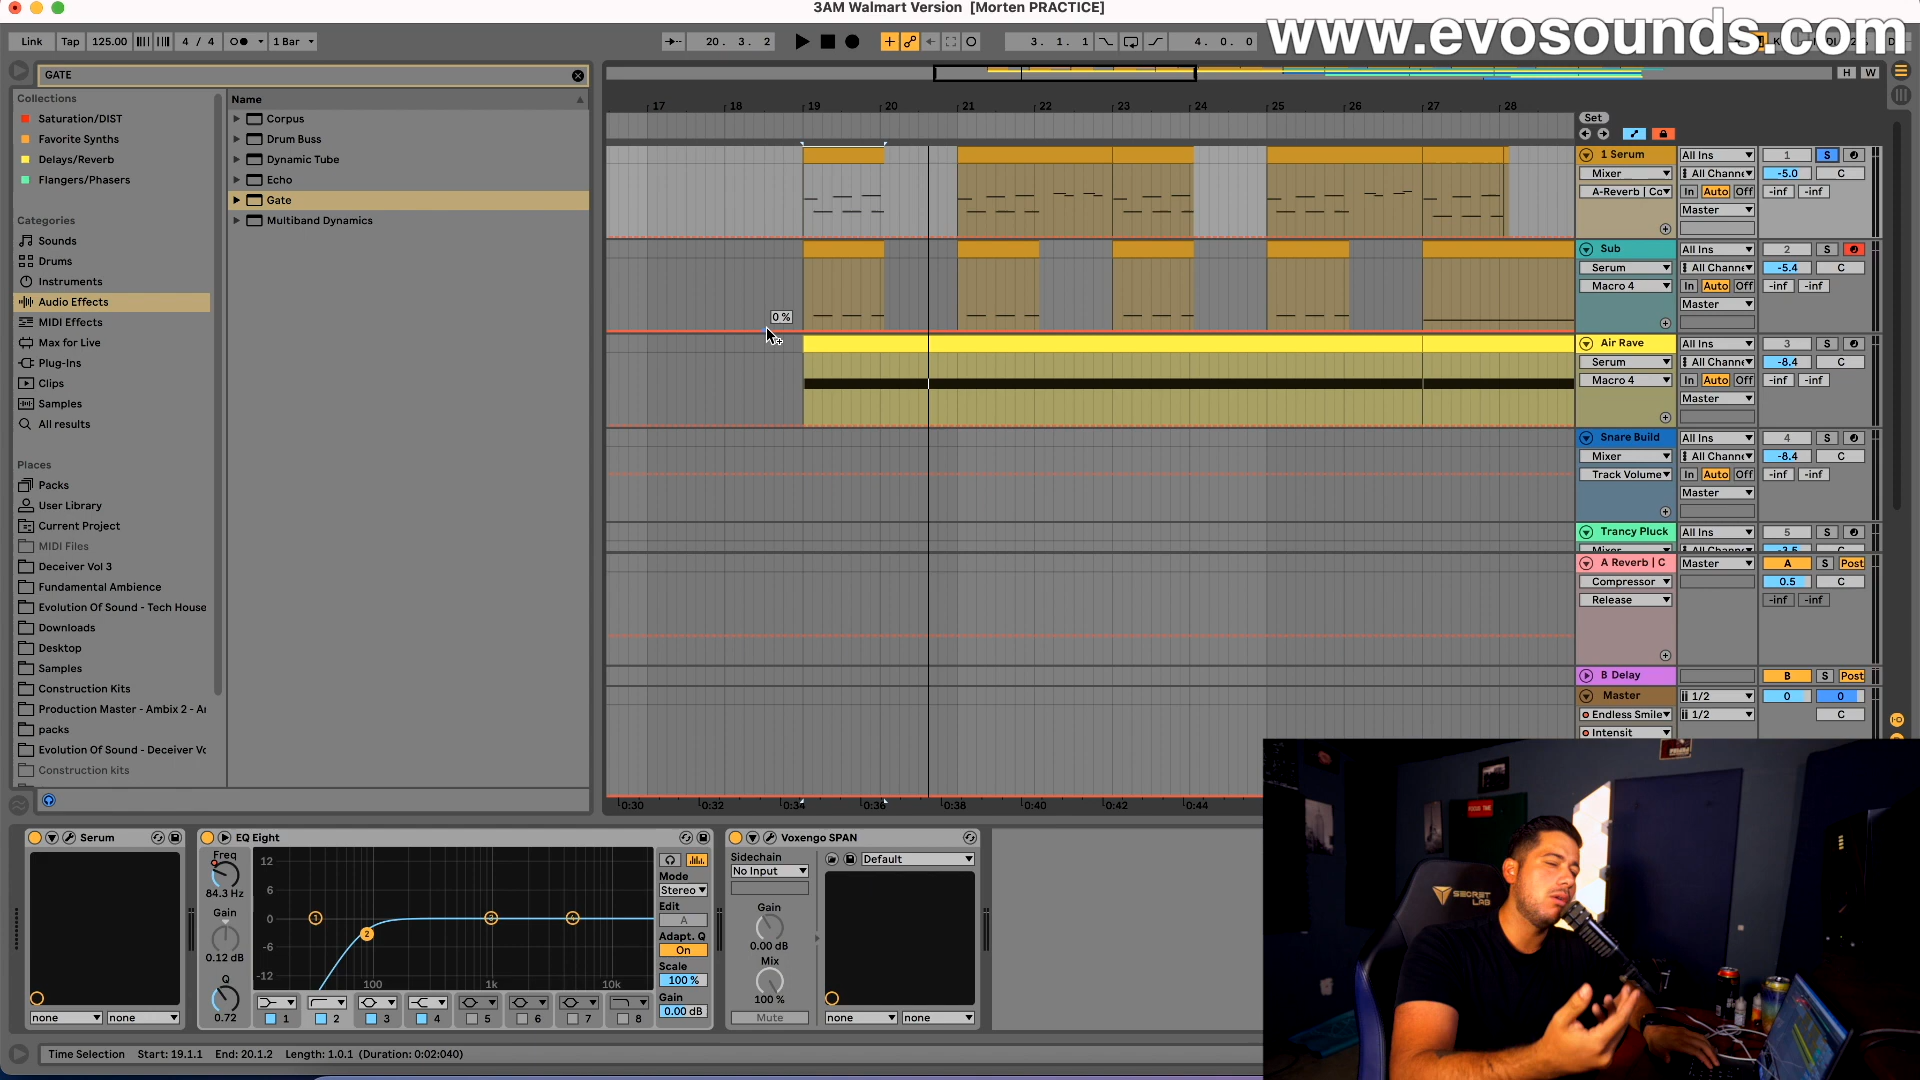 3AM Walmart Version [Morten PRACTICE]
www.evosounds.com
Link Tap 125.00 4 / 4 1 Bar 20. 3. 2 3. 1. 1 4. 0. 0
GATE
H W
Collections
Saturation/DIST
Favorite Synths
Delays/Reverb
Flangers/Phasers
Categories
Sounds
Drums
Instruments
Audio Effects
MIDI Effects
Max for Live
Plug-Ins
Clips
Samples
All results
Places
Packs
User Library
Current Project
MIDI Files
Deceiver Vol 3
Fundamental Ambience
Evolution Of Sound - Tech House
Downloads
Desktop
Samples
Construction Kits
Production Master - Ambix 2 - Ar
packs
Evolution Of Sound - Deceiver Vc
Construction kits
Name
Corpus
Drum Buss
Dynamic Tube
Echo
Gate
Multiband Dynamics
17 18 19 20 21 22 23 24 25 26 27 28
Set
0 %
1 Serum All Ins 1 S
Mixer All Channe -5.0 C
A-Reverb | Co In Auto Off -inf -inf
Master
Sub All Ins 2 S
Serum All Channe -5.4 C
Macro 4 In Auto Off -inf -inf
Master
Air Rave All Ins 3 S
Serum All Channe -8.4 C
Macro 4 In Auto Off -inf -inf
Master
Snare Build All Ins 4 S
Mixer All Channe -8.4 C
Track Volume In Auto Off -inf -inf
Master
Trancy Pluck All Ins 5 S
Mixer All Channe -3.5 C
A Reverb | C Master A S Post
Compressor 0.5 C
Release -inf -inf
B Delay B S Post
Master 1/2 0 0
Endless Smile 1/2 C
Intensit
0:30 0:32 0:34 0:36 0:38 0:40 0:42 0:44
Serum
none none
EQ Eight
Freq
84.3 Hz
Gain
0.12 dB
Q
0.72
12
6
0
-6
-12
100 1k 10k
1 2 3 4
1 2 3 4 5 6 7 8
Mode
Stereo
Edit
A
Adapt. Q
On
Scale
100 %
Gain
0.00 dB
Voxengo SPAN
Sidechain
No Input
Gain
0.00 dB
Mix
100 %
Mute
Default
none none
SECRET
LAB
Time Selection Start: 19.1.1 End: 20.1.2 Length: 1.0.1 (Duration: 0:02:040)